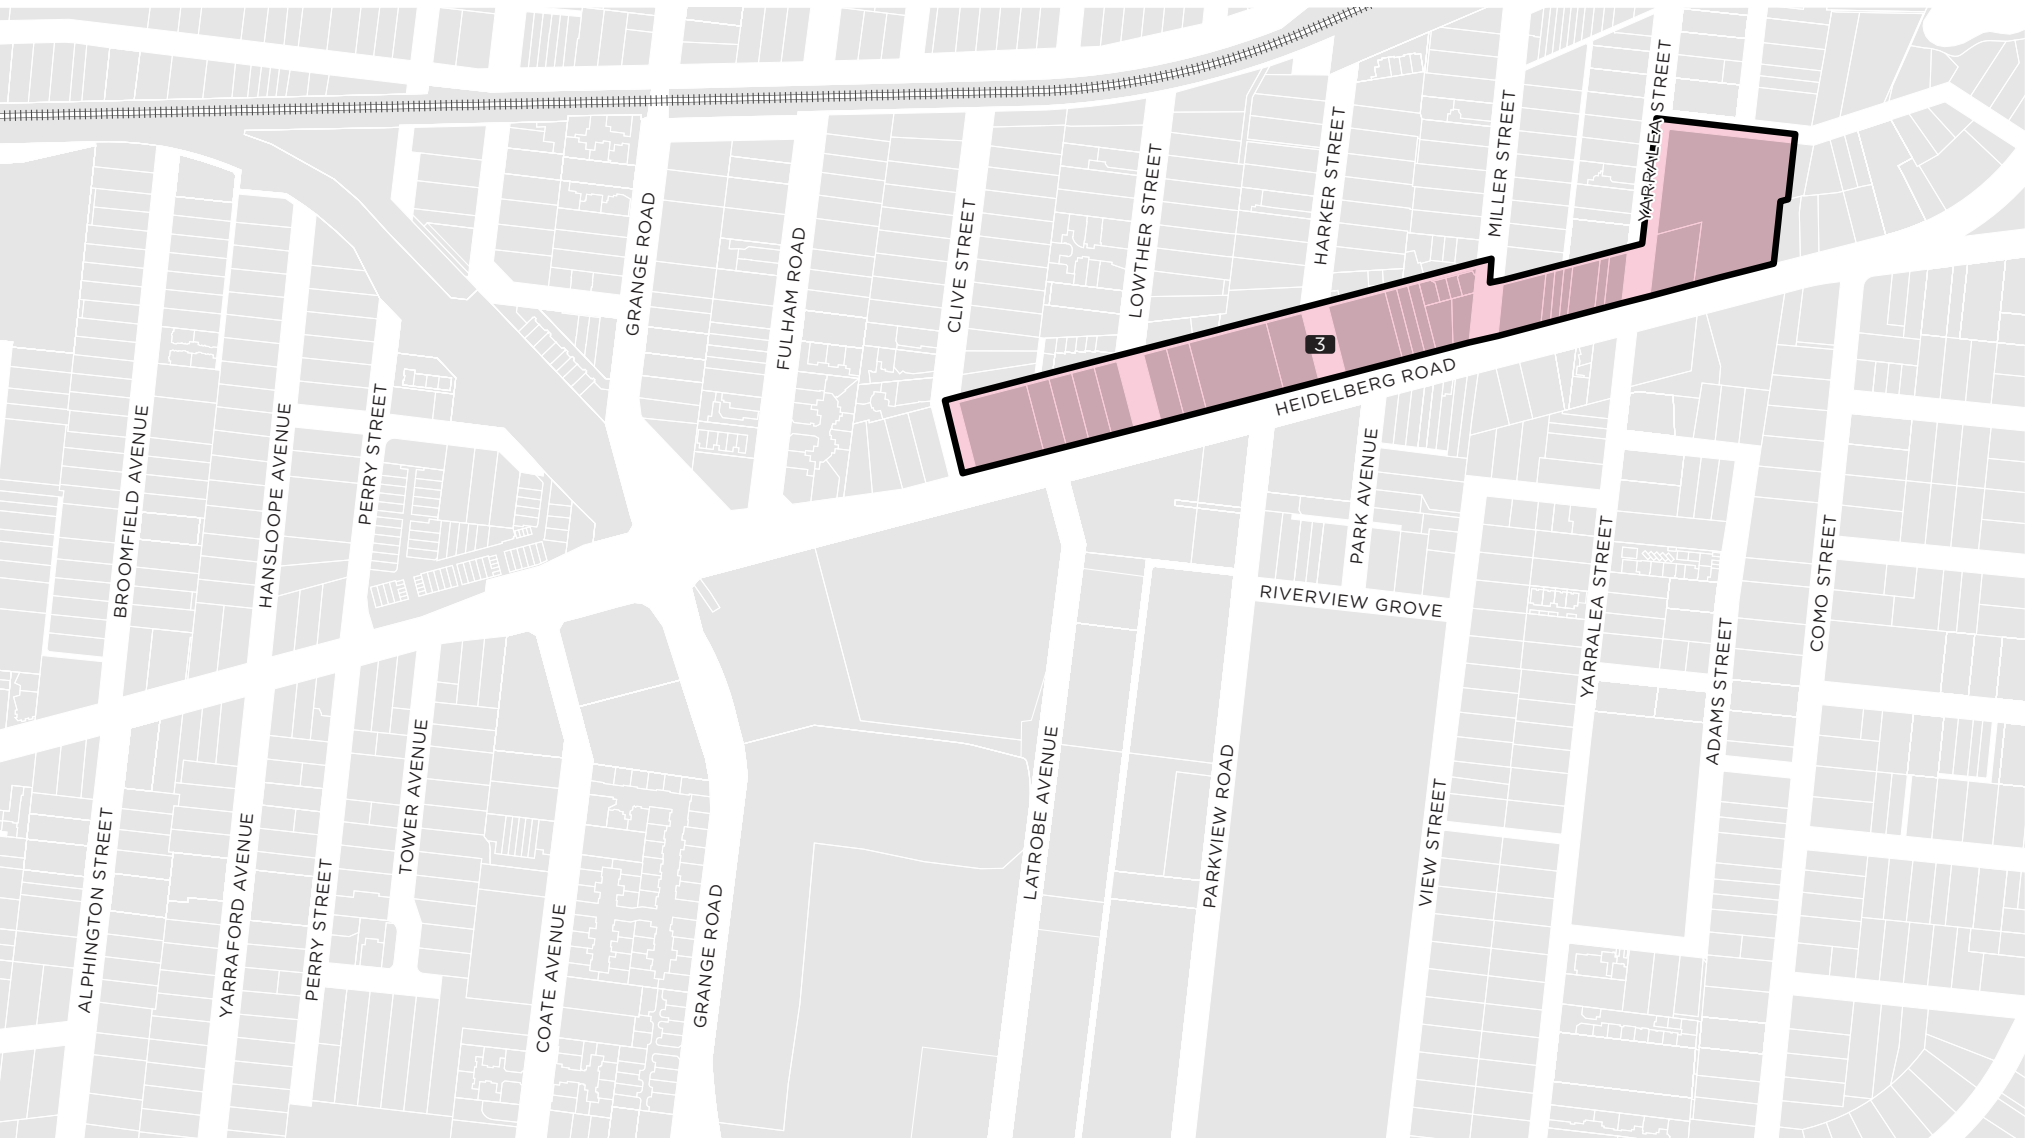 YARRALEA STREET
MILLER STREET
HARKER STREET
LOWTHER STREET
GRANGE ROAD
CLIVE STREET
FULHAM ROAD
3
HEIDELBERG ROAD
PERRY STREET
HANSLOOPE AVENUE
BROOMFIELD AVENUE
PARK AVENUE
RIVERVIEW GROVE
YARRALEA STREET
COMO STREET
ADAMS STREET
TOWER AVENUE
LATROBE AVENUE
PARKVIEW ROAD
VIEW STREET
ALPHINGTON STREET
YARRAFORD AVENUE
PERRY STREET
COATE AVENUE
GRANGE ROAD